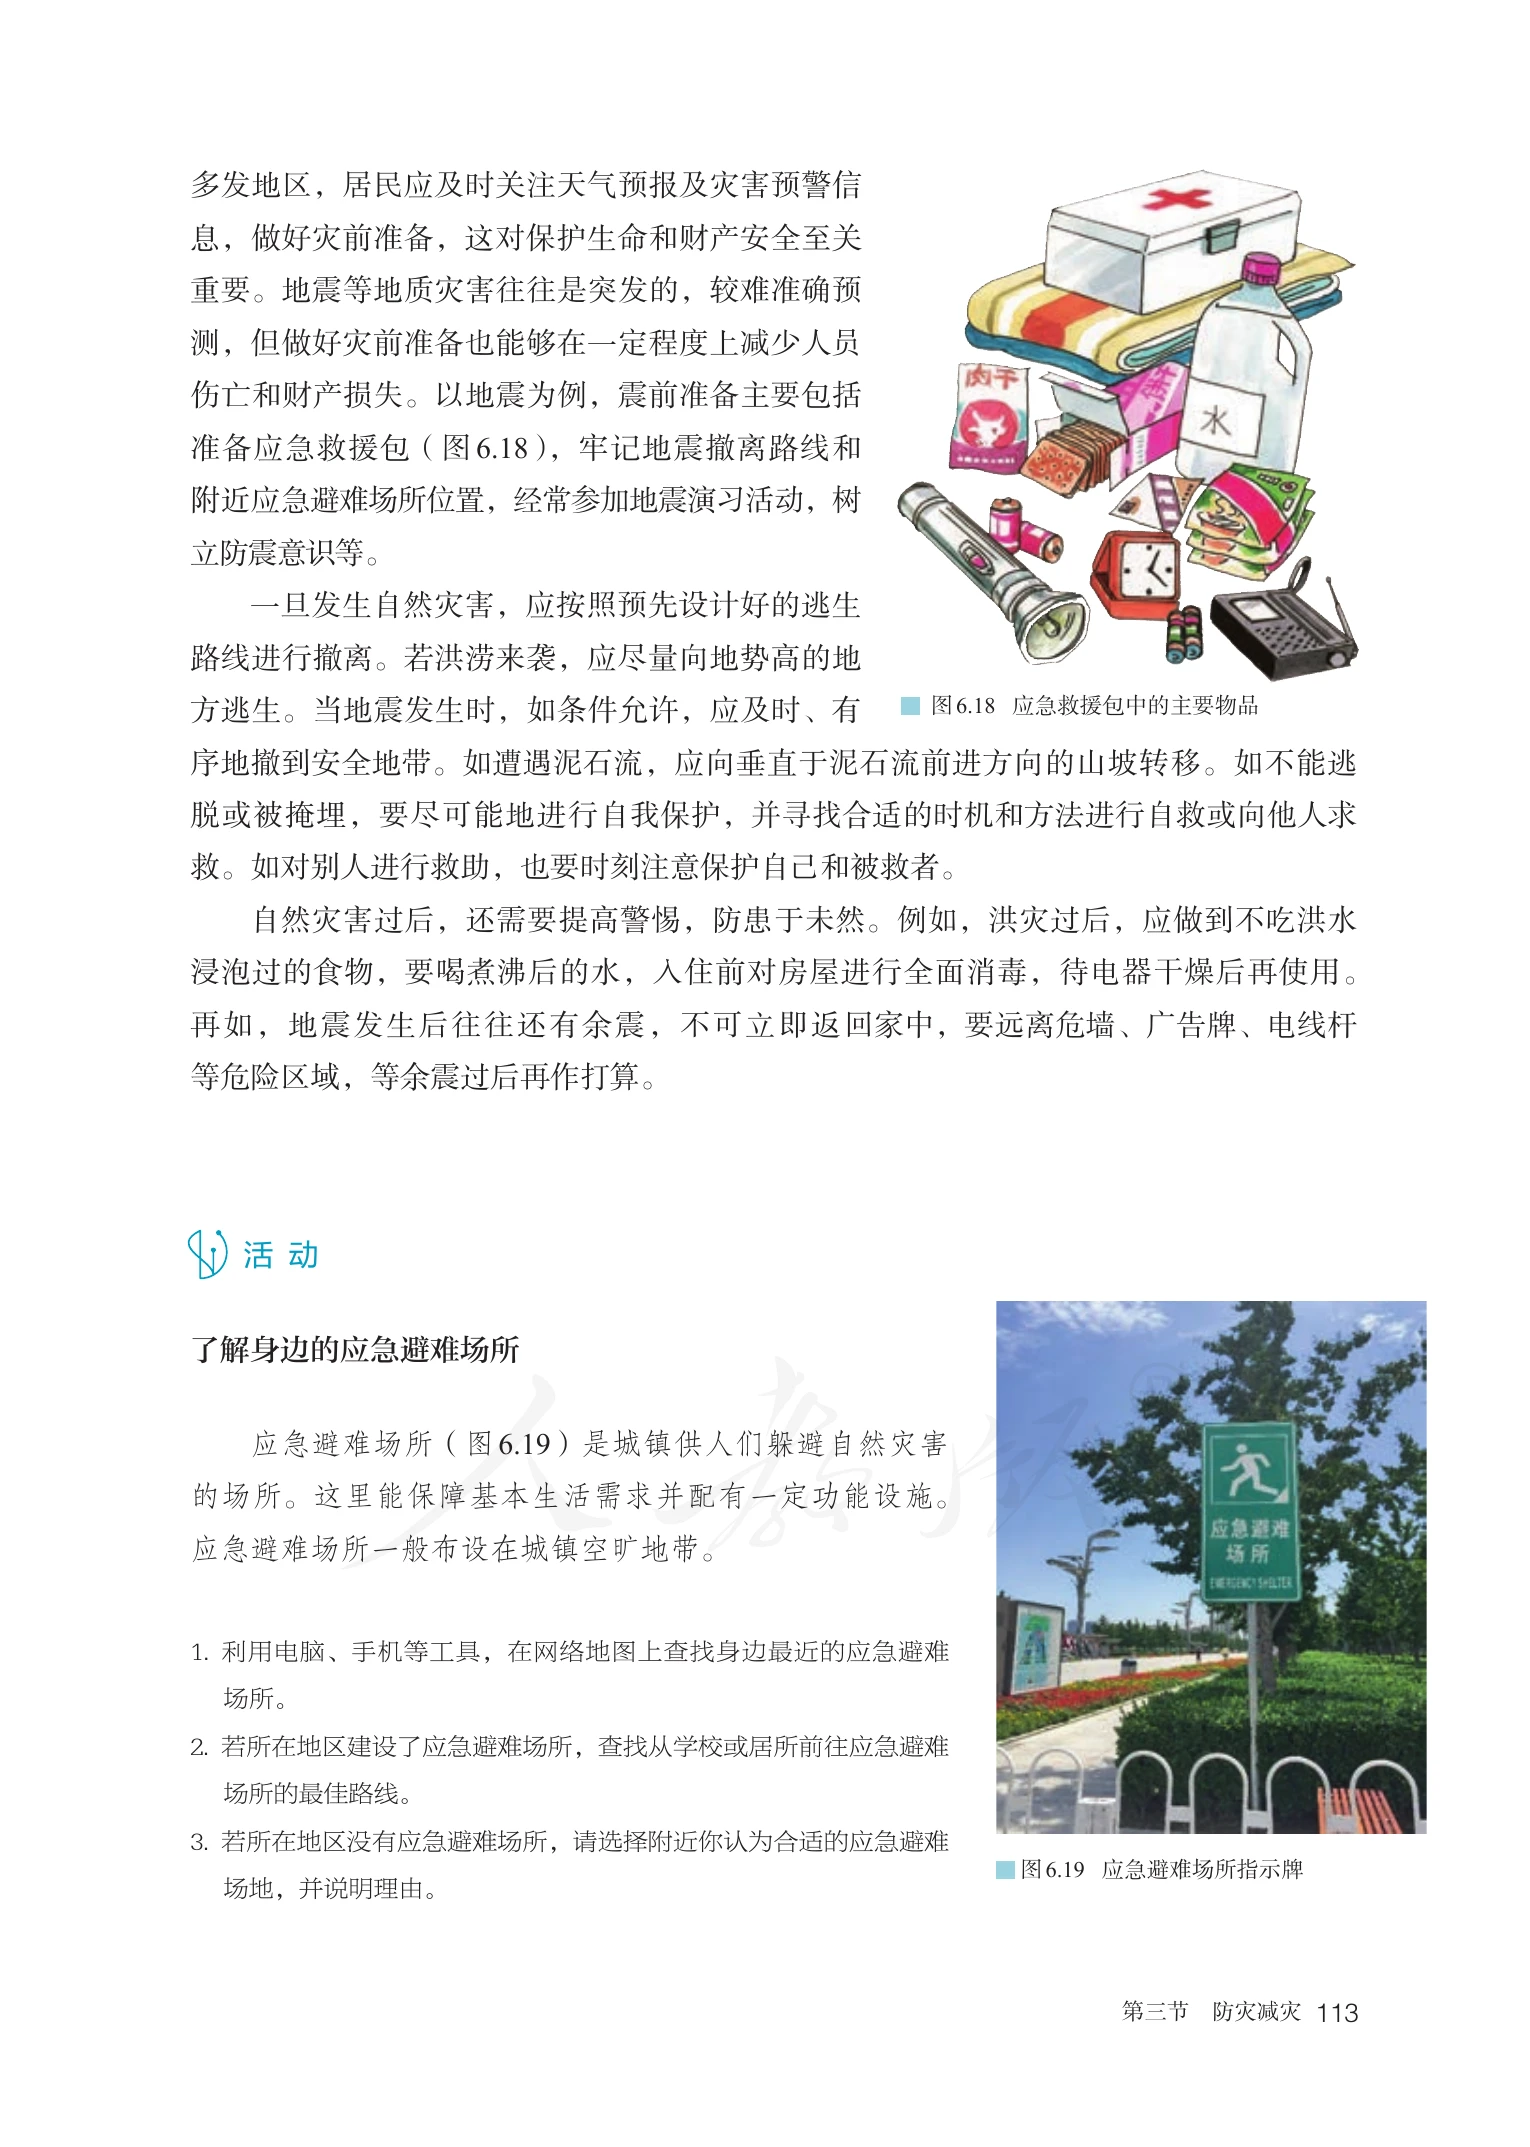 多发地区，居民应及时关注天气预报及灾害预警信
息，做好灾前准备，这对保护生命和财产安全至关
重要。地震等地质灾害往往是突发的，较难准确预
测，但做好灾前准备也能够在一定程度上减少人员
伤亡和财产损失。以地震为例，震前准备主要包括
准备应急救援包（图6.18），牢记地震撤离路线和
附近应急避难场所位置，经常参加地震演习活动，树
立防震意识等。
肉干
水
图6.18 应急救援包中的主要物品
一旦发生自然灾害，应按照预先设计好的逃生
路线进行撤离。若洪涝来袭，应尽量向地势高的地
方逃生。当地震发生时，如条件允许，应及时、有
序地撤到安全地带。如遭遇泥石流，应向垂直于泥石流前进方向的山坡转移。如不能逃
脱或被掩埋，要尽可能地进行自我保护，并寻找合适的时机和方法进行自救或向他人求
救。如对别人进行救助，也要时刻注意保护自己和被救者。
自然灾害过后，还需要提高警惕，防患于未然。例如，洪灾过后，应做到不吃洪水
浸泡过的食物，要喝煮沸后的水，入住前对房屋进行全面消毒，待电器干燥后再使用。
再如，地震发生后往往还有余震，不可立即返回家中，要远离危墙、广告牌、电线杆
等危险区域，等余震过后再作打算。
活动
了解身边的应急避难场所
应急避难场所（图6.19）是城镇供人们躲避自然灾害
的场所。这里能保障基本生活需求并配有一定功能设施。
应急避难场所一般布设在城镇空旷地带。
1. 利用电脑、手机等工具，在网络地图上查找身边最近的应急避难
场所。
2. 若所在地区建设了应急避难场所，查找从学校或居所前往应急避难
场所的最佳路线。
3. 若所在地区没有应急避难场所，请选择附近你认为合适的应急避难
场地，并说明理由。
应急避难
场所
EMERGENCY SHELTER
图6.19 应急避难场所指示牌
人教版
第三节 防灾减灾 113